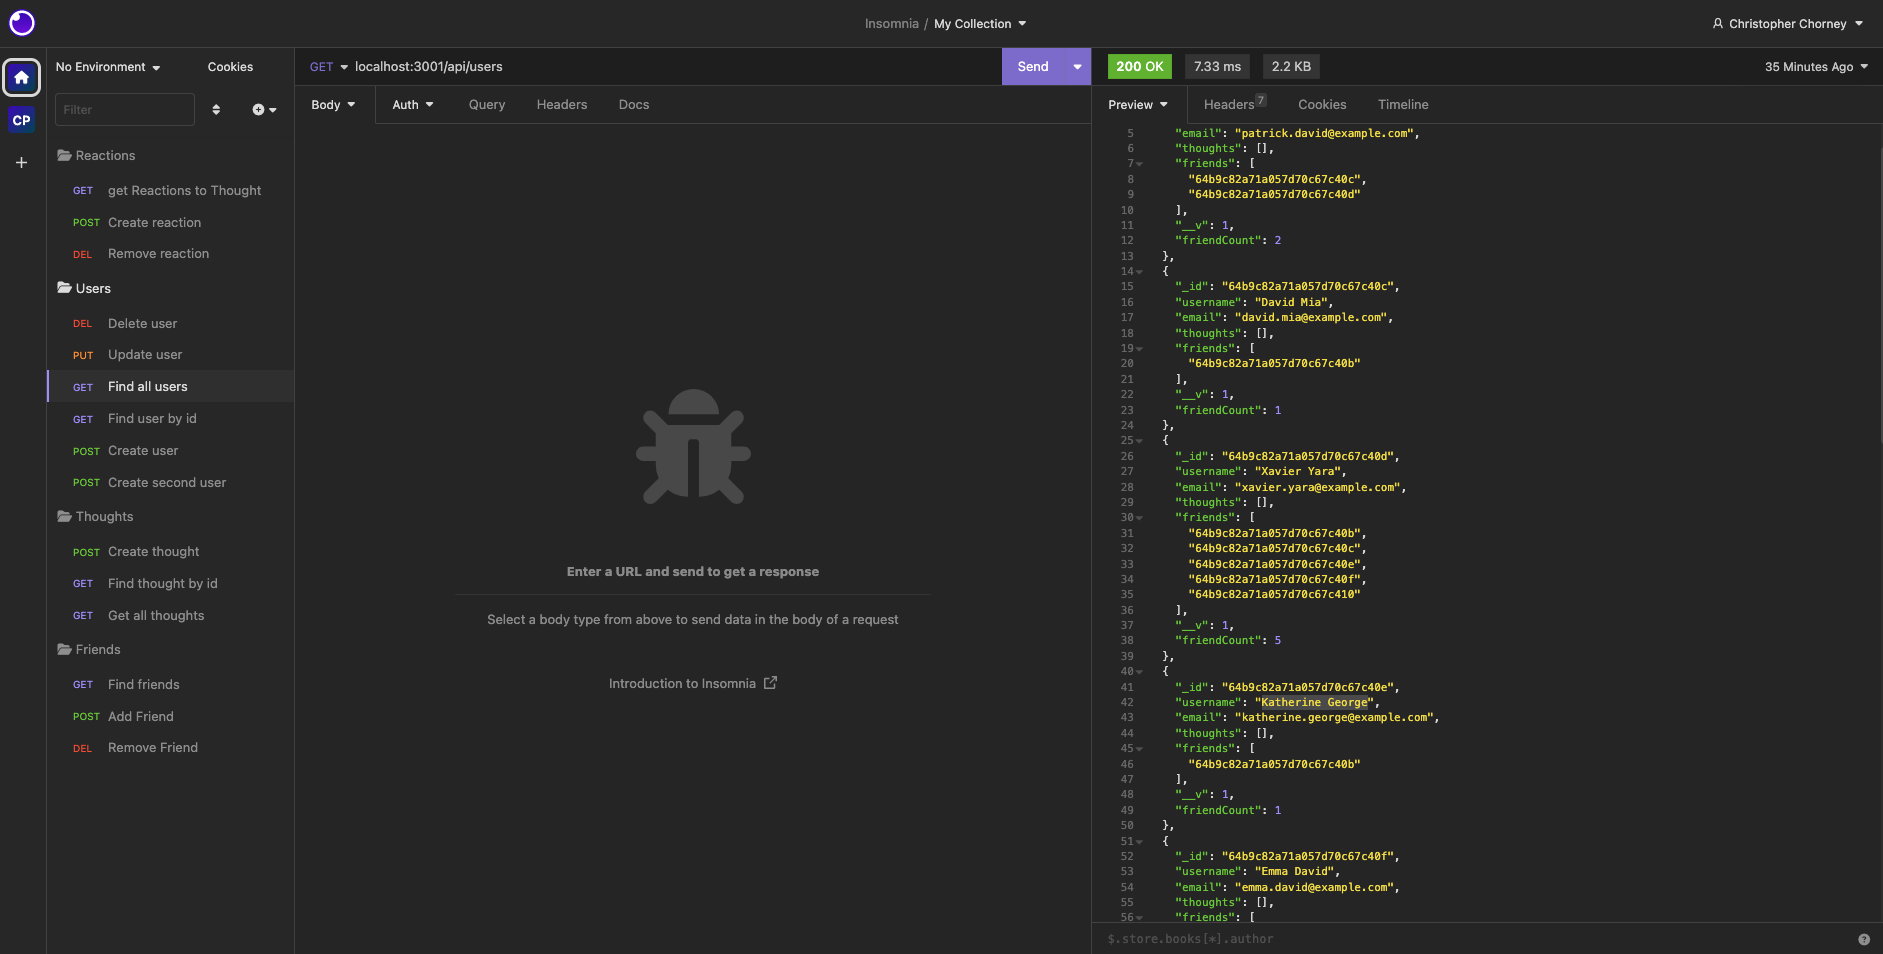 Insomnia / My Collection
Christopher Chorney
No Environment
Cookies
GET localhost:3001/api/users
Send
200 OK
7.33 ms
2.2 KB
35 Minutes Ago
CP
Filter
Body
Auth
Query
Headers
Docs
Preview
Headers 7
Cookies
Timeline
Reactions
GET get Reactions to Thought
POST Create reaction
DEL Remove reaction
Users
DEL Delete user
PUT Update user
GET Find all users
GET Find user by id
POST Create user
POST Create second user
Thoughts
POST Create thought
GET Find thought by id
GET Get all thoughts
Friends
GET Find friends
POST Add Friend
DEL Remove Friend
Enter a URL and send to get a response
Select a body type from above to send data in the body of a request
Introduction to Insomnia
5 "email": "patrick.david@example.com",
6 "thoughts": [],
7 "friends": [
8 "64b9c82a71a057d70c67c40c",
9 "64b9c82a71a057d70c67c40d"
10 ],
11 "__v": 1,
12 "friendCount": 2
13 },
14 {
15 "_id": "64b9c82a71a057d70c67c40c",
16 "username": "David Mia",
17 "email": "david.mia@example.com",
18 "thoughts": [],
19 "friends": [
20 "64b9c82a71a057d70c67c40b"
21 ],
22 "__v": 1,
23 "friendCount": 1
24 },
25 {
26 "_id": "64b9c82a71a057d70c67c40d",
27 "username": "Xavier Yara",
28 "email": "xavier.yara@example.com",
29 "thoughts": [],
30 "friends": [
31 "64b9c82a71a057d70c67c40b",
32 "64b9c82a71a057d70c67c40c",
33 "64b9c82a71a057d70c67c40e",
34 "64b9c82a71a057d70c67c40f",
35 "64b9c82a71a057d70c67c410"
36 ],
37 "__v": 1,
38 "friendCount": 5
39 },
40 {
41 "_id": "64b9c82a71a057d70c67c40e",
42 "username": "Katherine George",
43 "email": "katherine.george@example.com",
44 "thoughts": [],
45 "friends": [
46 "64b9c82a71a057d70c67c40b"
47 ],
48 "__v": 1,
49 "friendCount": 1
50 },
51 {
52 "_id": "64b9c82a71a057d70c67c40f",
53 "username": "Emma David",
54 "email": "emma.david@example.com",
55 "thoughts": [],
56 "friends": [
$.store.books[*].author